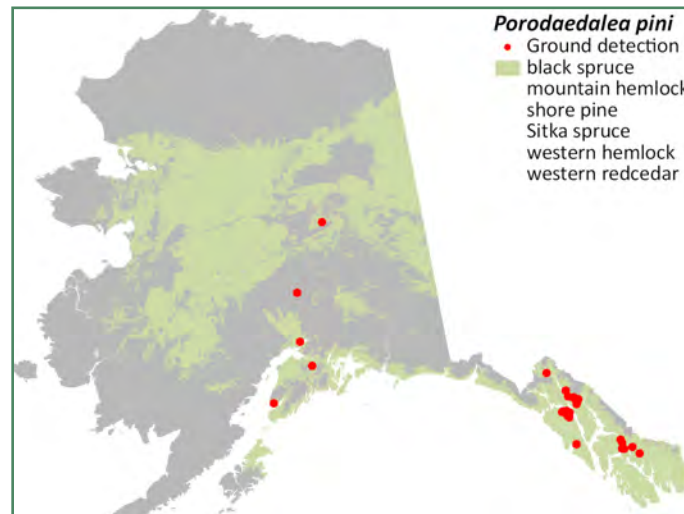 Porodaedalea pini
Ground detection
black spruce
mountain hemlock
shore pine
Sitka spruce
western hemlock
western redcedar